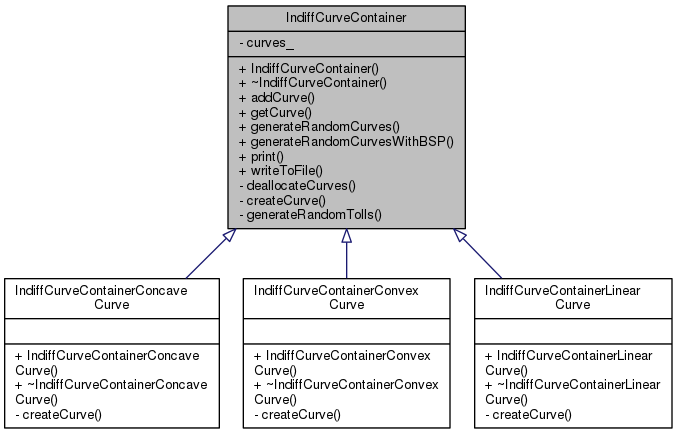 IndiffCurveContainer
- curves_
+ IndiffCurveContainer()
+ ~IndiffCurveContainer()
+ addCurve()
+ getCurve()
+ generateRandomCurves()
+ generateRandomCurvesWithBSP()
+ print()
+ writeToFile()
- deallocateCurves()
- createCurve()
- generateRandomTolls()
IndiffCurveContainerConcave
Curve
+ IndiffCurveContainerConcave
Curve()
+ ~IndiffCurveContainerConcave
Curve()
- createCurve()
IndiffCurveContainerConvex
Curve
+ IndiffCurveContainerConvex
Curve()
+ ~IndiffCurveContainerConvex
Curve()
- createCurve()
IndiffCurveContainerLinear
Curve
+ IndiffCurveContainerLinear
Curve()
+ ~IndiffCurveContainerLinear
Curve()
- createCurve()